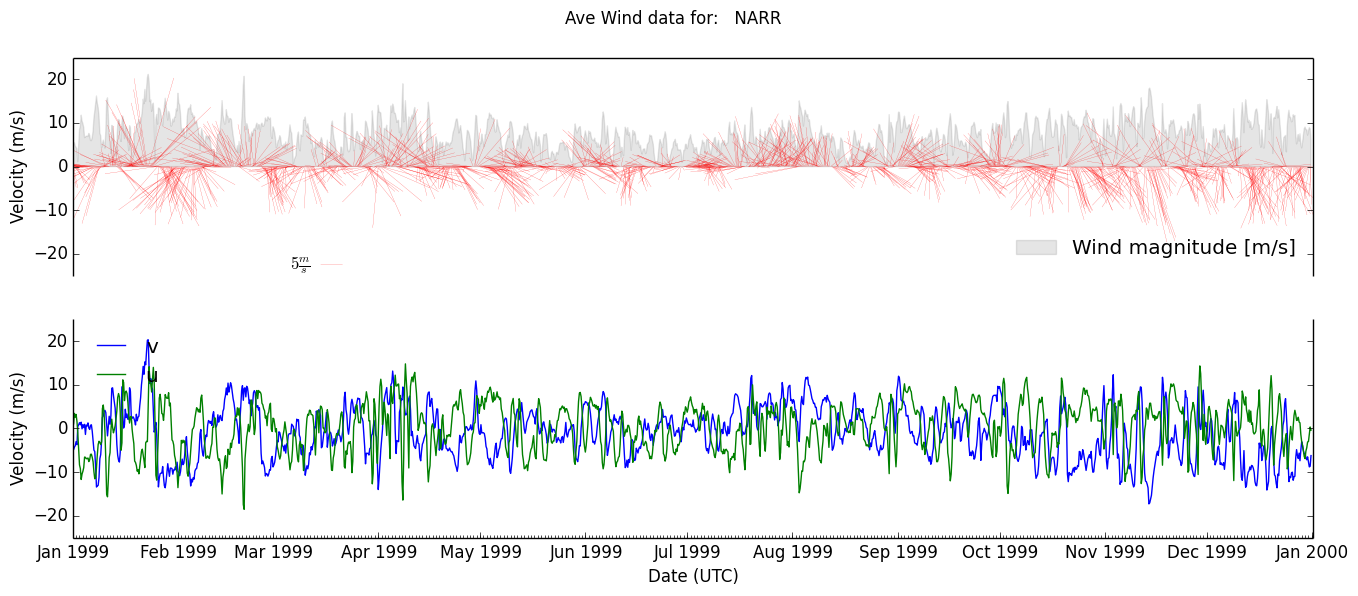 Ave Wind data for:   NARR
Velocity (m/s)
20
10
0
−10
−20
5 m/s
Wind magnitude [m/s]
Velocity (m/s)
20
10
0
−10
−20
v
u
Jan 1999 Feb 1999 Mar 1999 Apr 1999 May 1999 Jun 1999 Jul 1999 Aug 1999 Sep 1999 Oct 1999 Nov 1999 Dec 1999 Jan 2000
Date (UTC)